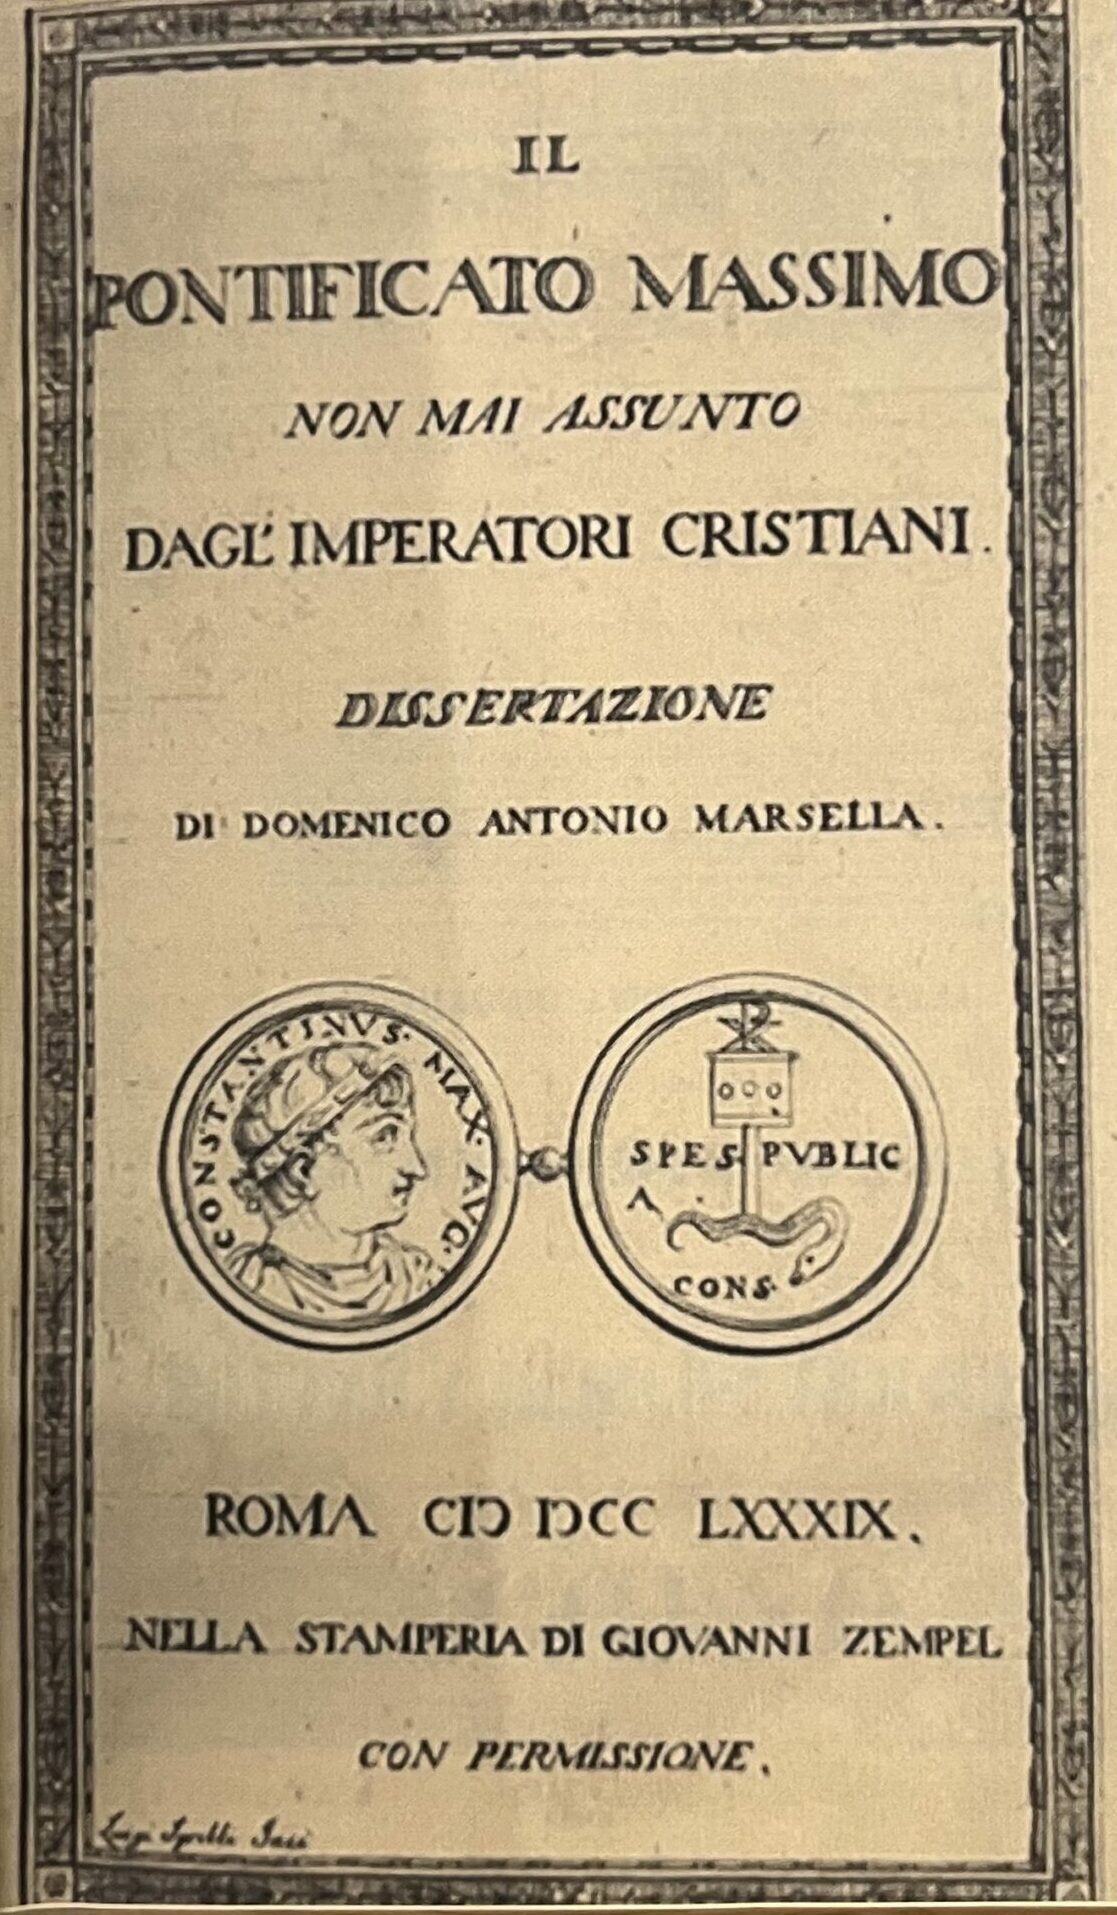 IL
PONTIFICATO MASSIMO
NON MAI ASSUNTO
DAGL' IMPERATORI CRISTIANI.
DISSERTAZIONE
DI DOMENICO ANTONIO MARSELLA.
CONSTANTINVS· MAX· AVG·
SPES PVBLIC
A
CONS·
ROMA CIƆ IƆCC LXXXIX.
NELLA STAMPERIA DI GIOVANNI ZEMPEL
CON PERMISSIONE.